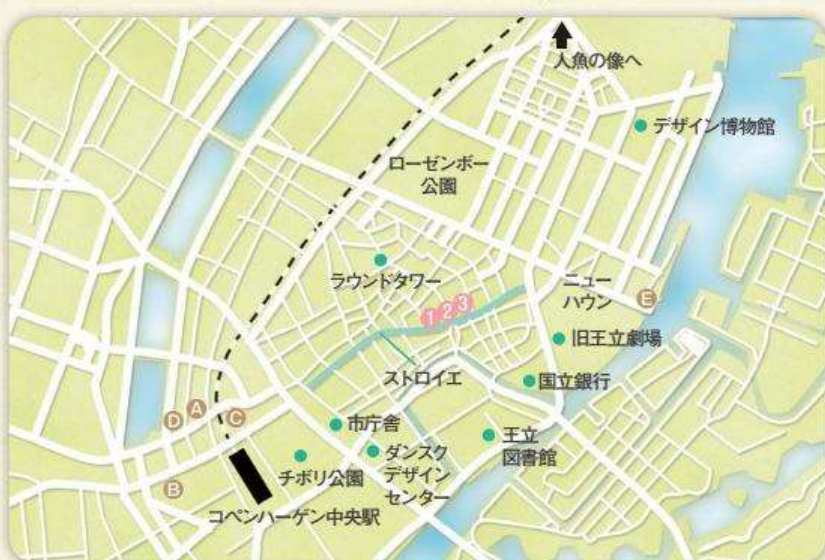 人魚の像へ
デザイン博物館
ローゼンボー
公園
ラウンドタワー
ニュー
ハウン
1 2 3
E
旧王立劇場
ストロイエ
国立銀行
D A C
市庁舎
王立
図書館
ダンスク
デザイン
センター
チボリ公園
B
コペンハーゲン中央駅